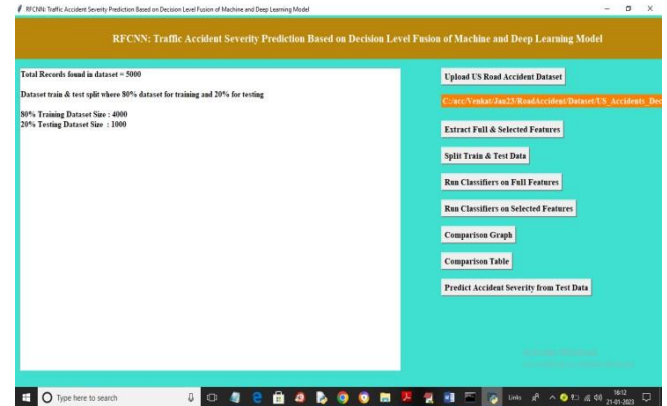 RFCNN: Traffic Accident Severity Prediction Based on Decision Level Fusion of Machine and Deep Learning Model
RFCNN: Traffic Accident Severity Prediction Based on Decision Level Fusion of Machine and Deep Learning Model
Total Records found in dataset = 5000
Dataset train & test split where 80% dataset for training and 20% for testing
80% Training Dataset Size : 4000
20% Testing Dataset Size : 1000
Upload US Road Accident Dataset
C:/acc/Venkat/Jan23/RoadAccident/Dataset/US_Accidents_Dec
Extract Full & Selected Features
Split Train & Test Data
Run Classifiers on Full Features
Run Classifiers on Selected Features
Comparison Graph
Comparison Table
Predict Accident Severity from Test Data
Type here to search
Links
16:12
21-01-2023